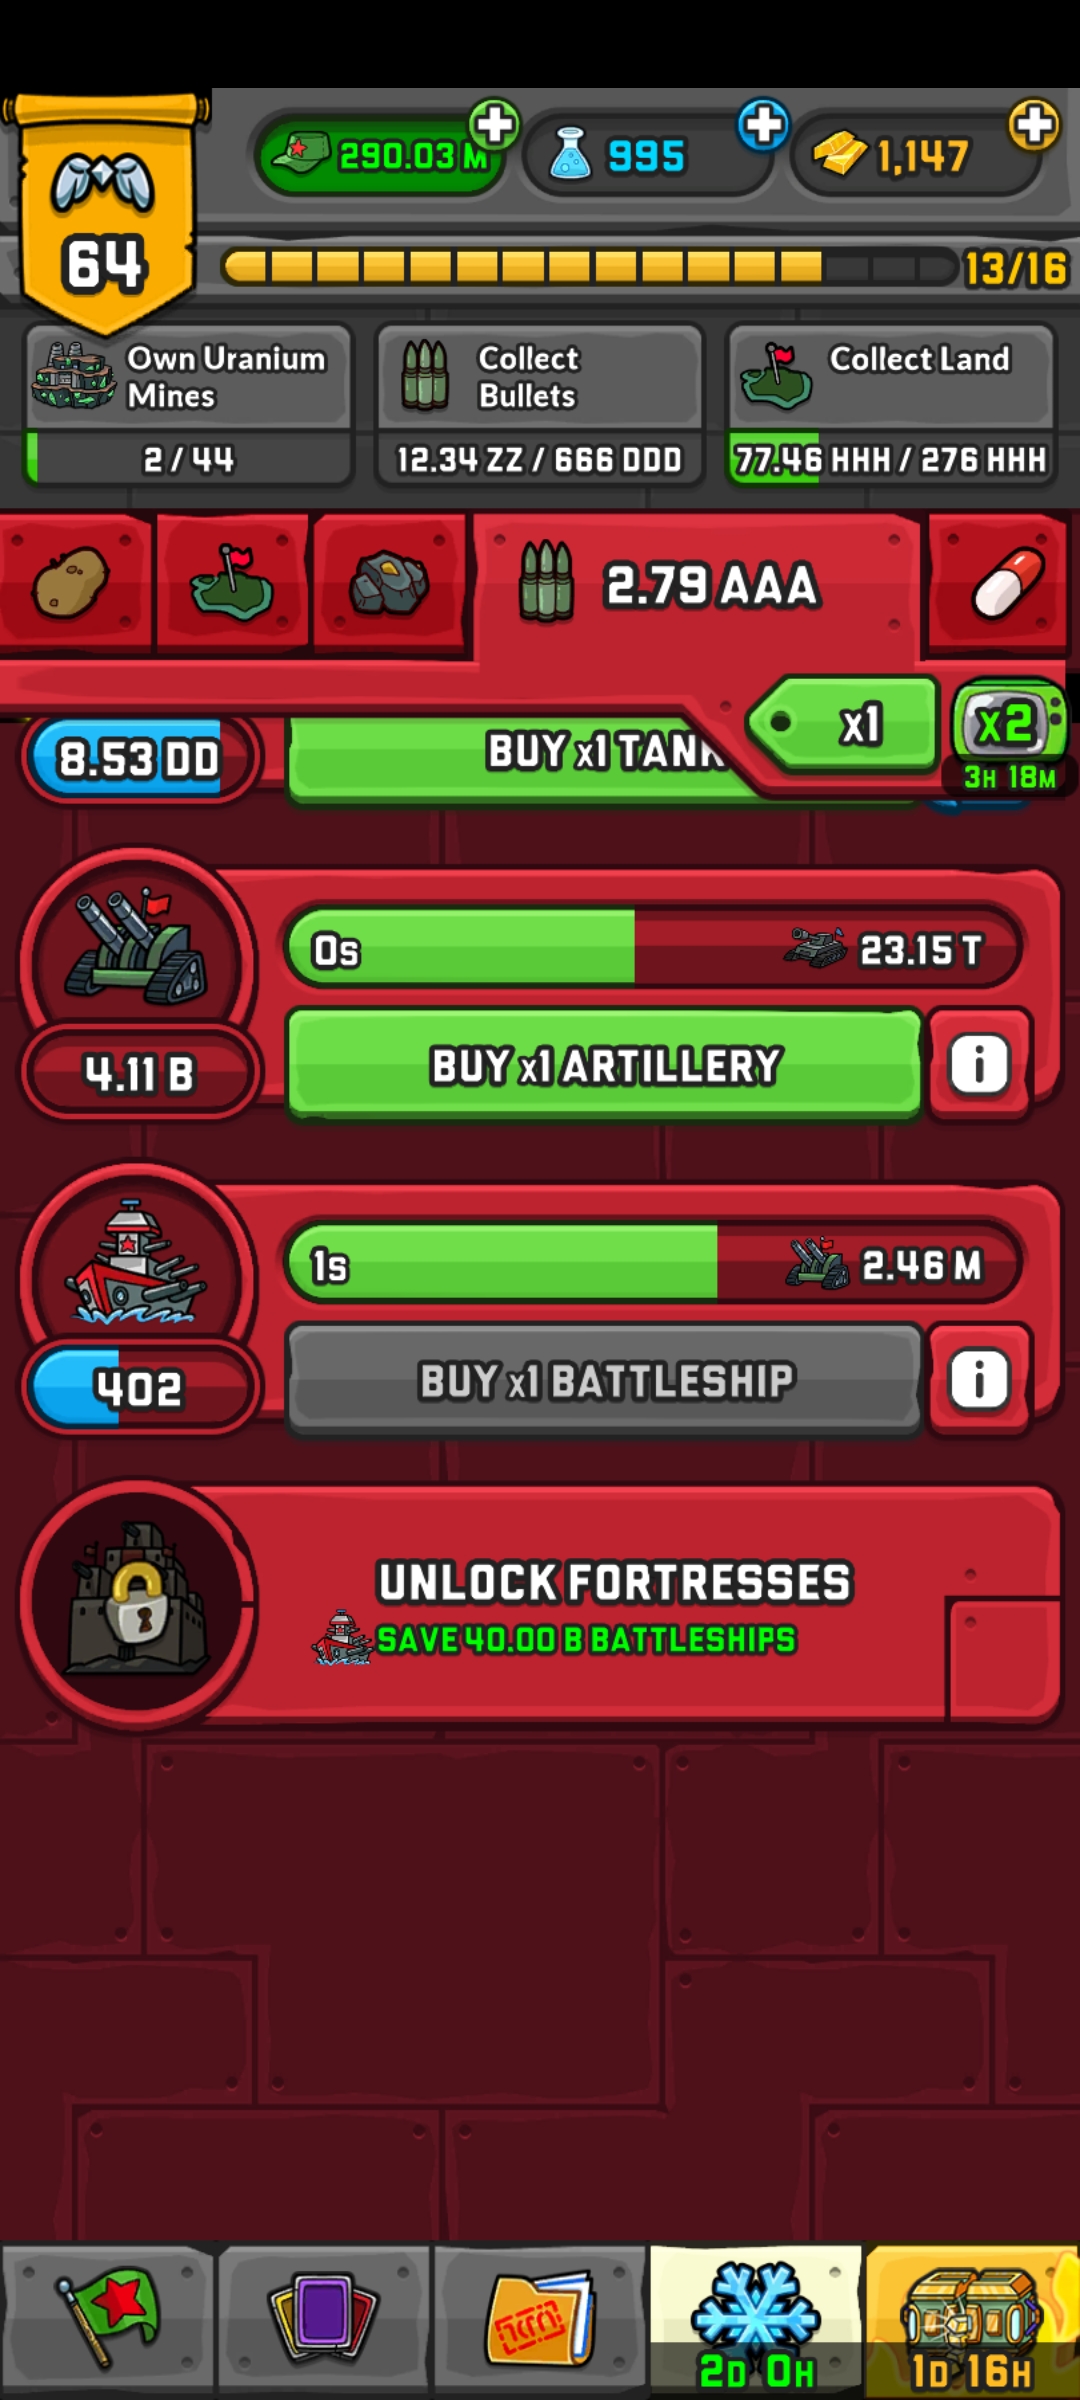 64
290.03 M
995
1,147
13/16
Own Uranium
Mines
2 / 44
Collect
Bullets
12.34 ZZ / 666 DDD
Collect Land
77.46 HHH / 276 HHH
2.79 AAA
x1
x2
3H 18M
8.53 DD
BUY x1 TANK
0s
23.15 T
4.11 B
BUY x1 ARTILLERY
i
1s
2.46 M
402
BUY x1 BATTLESHIP
i
UNLOCK FORTRESSES
SAVE 40.00 B BATTLESHIPS
2D 0H
1D 16H